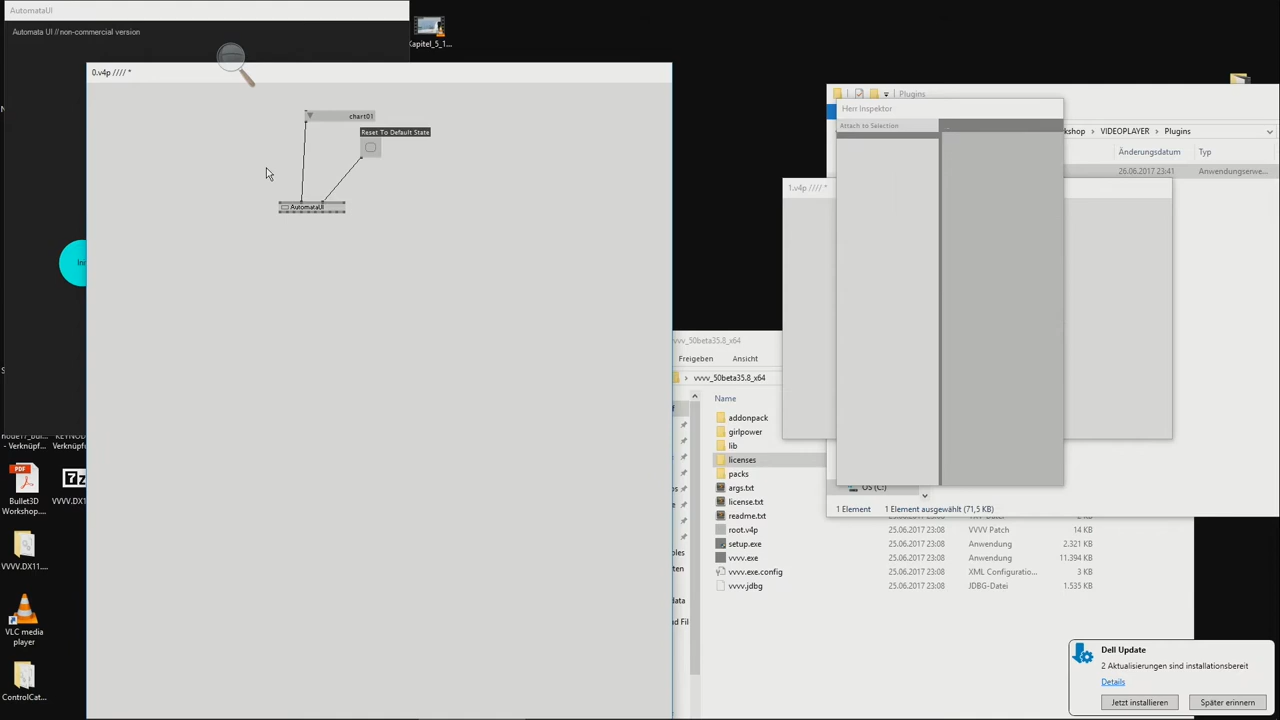 AutomataUI
Automata UI // non-commercial version
Kapitel_5_1...
0.v4p //// *
chart01
Reset To Default State
AutomataUI
Plugins
Herr Inspektor
Attach to Selection
VIDEOPLAYER > Plugins
Änderungsdatum
Typ
26.06.2017 23:41
Anwendungserwe...
1.v4p //// *
vvvv_50beta35.8_x64
Freigeben
Ansicht
vvvv_50beta35.8_x64
Name
addonpack
girlpower
lib
licenses
packs
args.txt
license.txt
readme.txt
root.v4p
25.06.2017 23:08
VVVV Patch
14 KB
setup.exe
25.06.2017 23:08
Anwendung
2.321 KB
vvvv.exe
25.06.2017 23:08
Anwendung
11.394 KB
vvvv.exe.config
25.06.2017 23:08
XML Configuratio...
3 KB
vvvv.jdbg
25.06.2017 23:08
JDBG-Datei
1.535 KB
OS (C:)
1 Element
1 Element ausgewählt (71,5 KB)
- Verknüpf...
Verknüpf...
Bullet3D
Workshop....
VVVV.DX1...
VVVV.DX11....
VLC media
player
ControlCat...
Dell Update
2 Aktualisierungen sind installationsbereit
Details
Jetzt installieren
Später erinnern